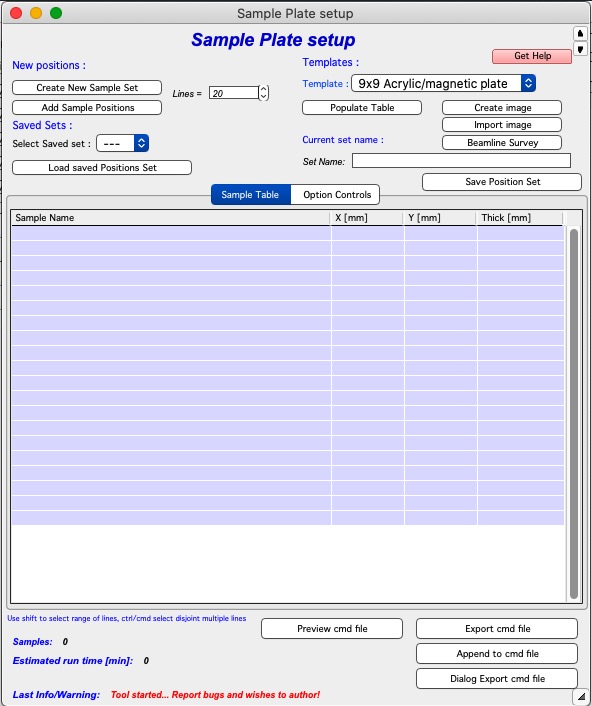 Sample Plate setup
Sample Plate setup
Get Help
New positions :
Templates :
Create New Sample Set
Lines = 20
Template : 9x9 Acrylic/magnetic plate
Add Sample Positions
Populate Table
Create image
Saved Sets :
Import image
Select Saved set : ---
Current set name :
Beamline Survey
Load saved Positions Set
Set Name:
Save Position Set
Sample Table
Option Controls
Sample Name
X [mm]
Y [mm]
Thick [mm]
Use shift to select range of lines, ctrl/cmd select disjoint multiple lines
Preview cmd file
Export cmd file
Samples: 0
Append to cmd file
Estimated run time [min]: 0
Dialog Export cmd file
Last Info/Warning: Tool started... Report bugs and wishes to author!